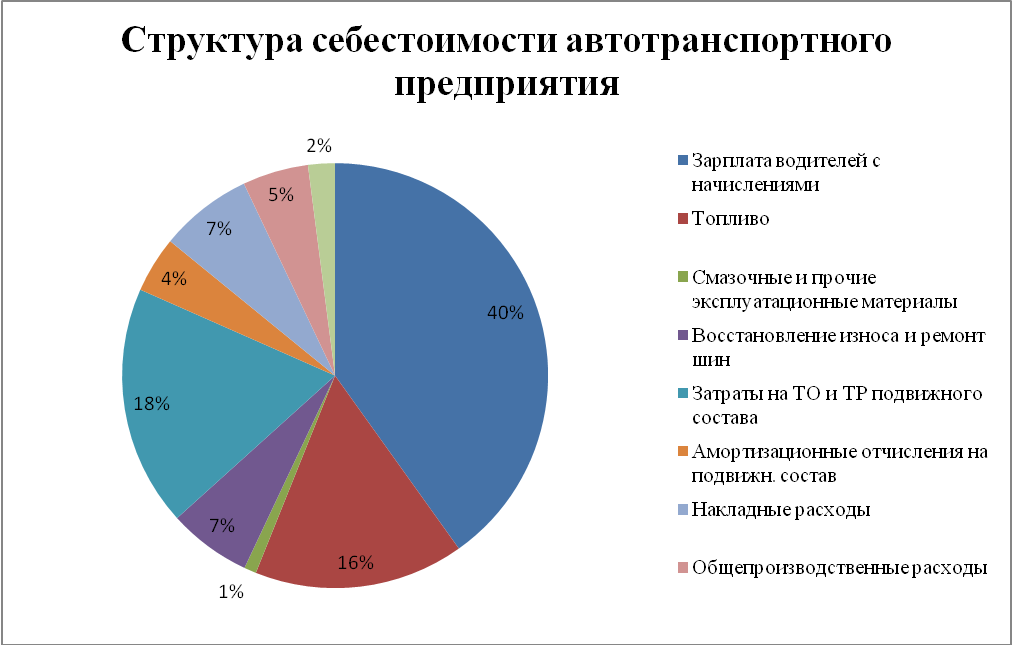 Структура себестоимости автотранспортного
предприятия
2%
5%
7%
4%
40%
18%
7%
16%
1%
Зарплата водителей с
начислениями
Топливо
Смазочные и прочие
эксплуатационные материалы
Восстановление износа и ремонт
шин
Затраты на ТО и ТР подвижного
состава
Амортизационные отчисления на
подвижн. состав
Накладные расходы
Общепроизводственные расходы